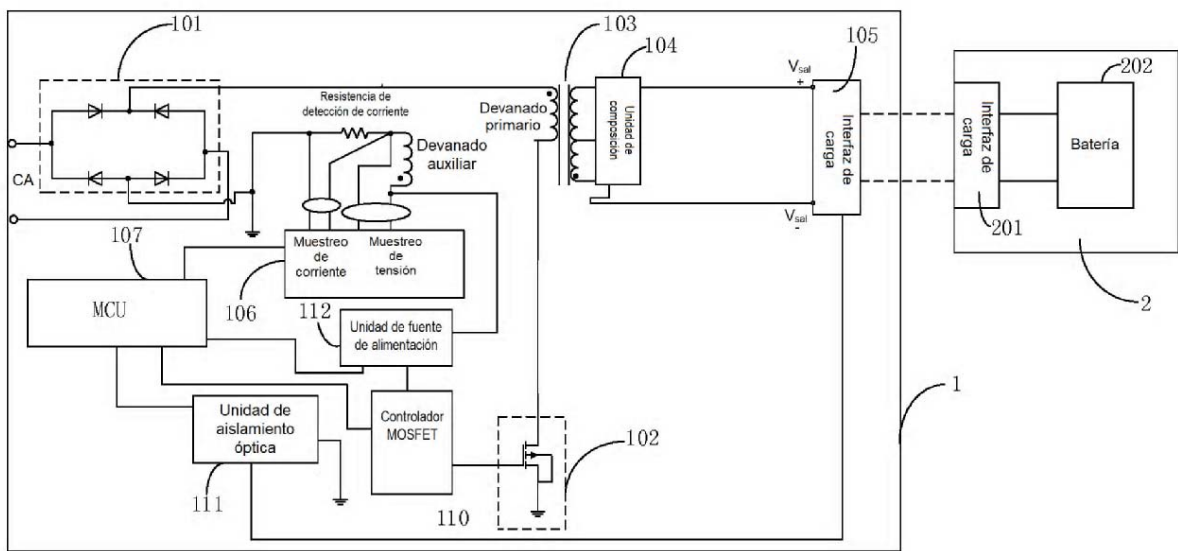 101
103
104
105
202
Resistencia de
detección de corriente
Devanado
primario
Unidad de
composición
V_sal
+
Interfaz de
carga
Interfaz de
carga
Batería
CA
Devanado
auxiliar
V_sal
-
201
107
Muestreo
de
corriente
Muestreo
de
tensión
2
MCU
106
112
Unidad de fuente
de alimentación
1
Unidad de
aislamiento
óptica
Controlador
MOSFET
102
111
110